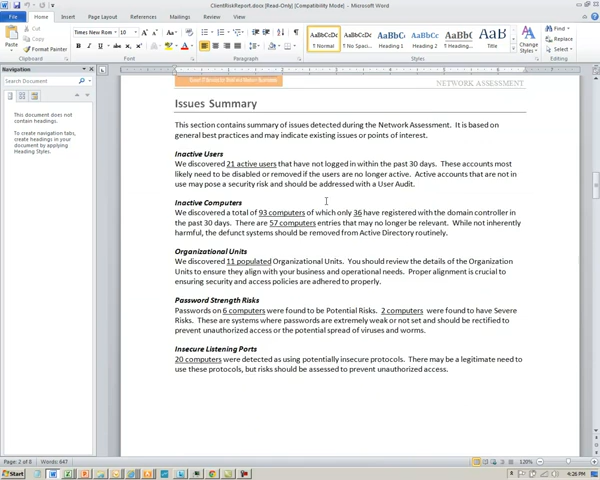 ClientRiskReport.docx [Read-Only] [Compatibility Mode] - Microsoft Word
File Home Insert Page Layout References Mailings Review View
Cut
Copy
Paste Format Painter
Clipboard
Times New Rom 10
Font
Paragraph
AaBbCcDc AaBbCcDc AaBbC AaBbCc AaBbCc AaB
¶ Normal ¶ No Spaci... Heading 1 Heading 2 ¶ Heading... Title
Change Styles
Styles
Find
Replace
Select
Editing
Navigation
Search Document
This document does not
contain headings.
To create navigation tabs,
create headings in your
document by applying
Heading Styles.
NETWORK ASSESSMENT
Issues Summary
This section contains summary of issues detected during the Network Assessment. It is based on
general best practices and may indicate existing issues or points of interest.
Inactive Users
We discovered 21 active users that have not logged in within the past 30 days. These accounts most
likely need to be disabled or removed if the users are no longer active. Active accounts that are not in
use may pose a security risk and should be addressed with a User Audit.
Inactive Computers
We discovered a total of 93 computers of which only 36 have registered with the domain controller in
the past 30 days. There are 57 computers entries that may no longer be relevant. While not inherently
harmful, the defunct systems should be removed from Active Directory routinely.
Organizational Units
We discovered 11 populated Organizational Units. You should review the details of the Organization
Units to ensure they align with your business and operational needs. Proper alignment is crucial to
ensuring security and access policies are adhered to properly.
Password Strength Risks
Passwords on 6 computers were found to be Potential Risks. 2 computers were found to have Severe
Risks. These are systems where passwords are extremely weak or not set and should be rectified to
prevent unauthorized access or the potential spread of viruses and worms.
Insecure Listening Ports
20 computers were detected as using potentially insecure protocols. There may be a legitimate need to
use these protocols, but risks should be assessed to prevent unauthorized access.
Page: 2 of 8 Words: 647
120%
Start
4:26 PM